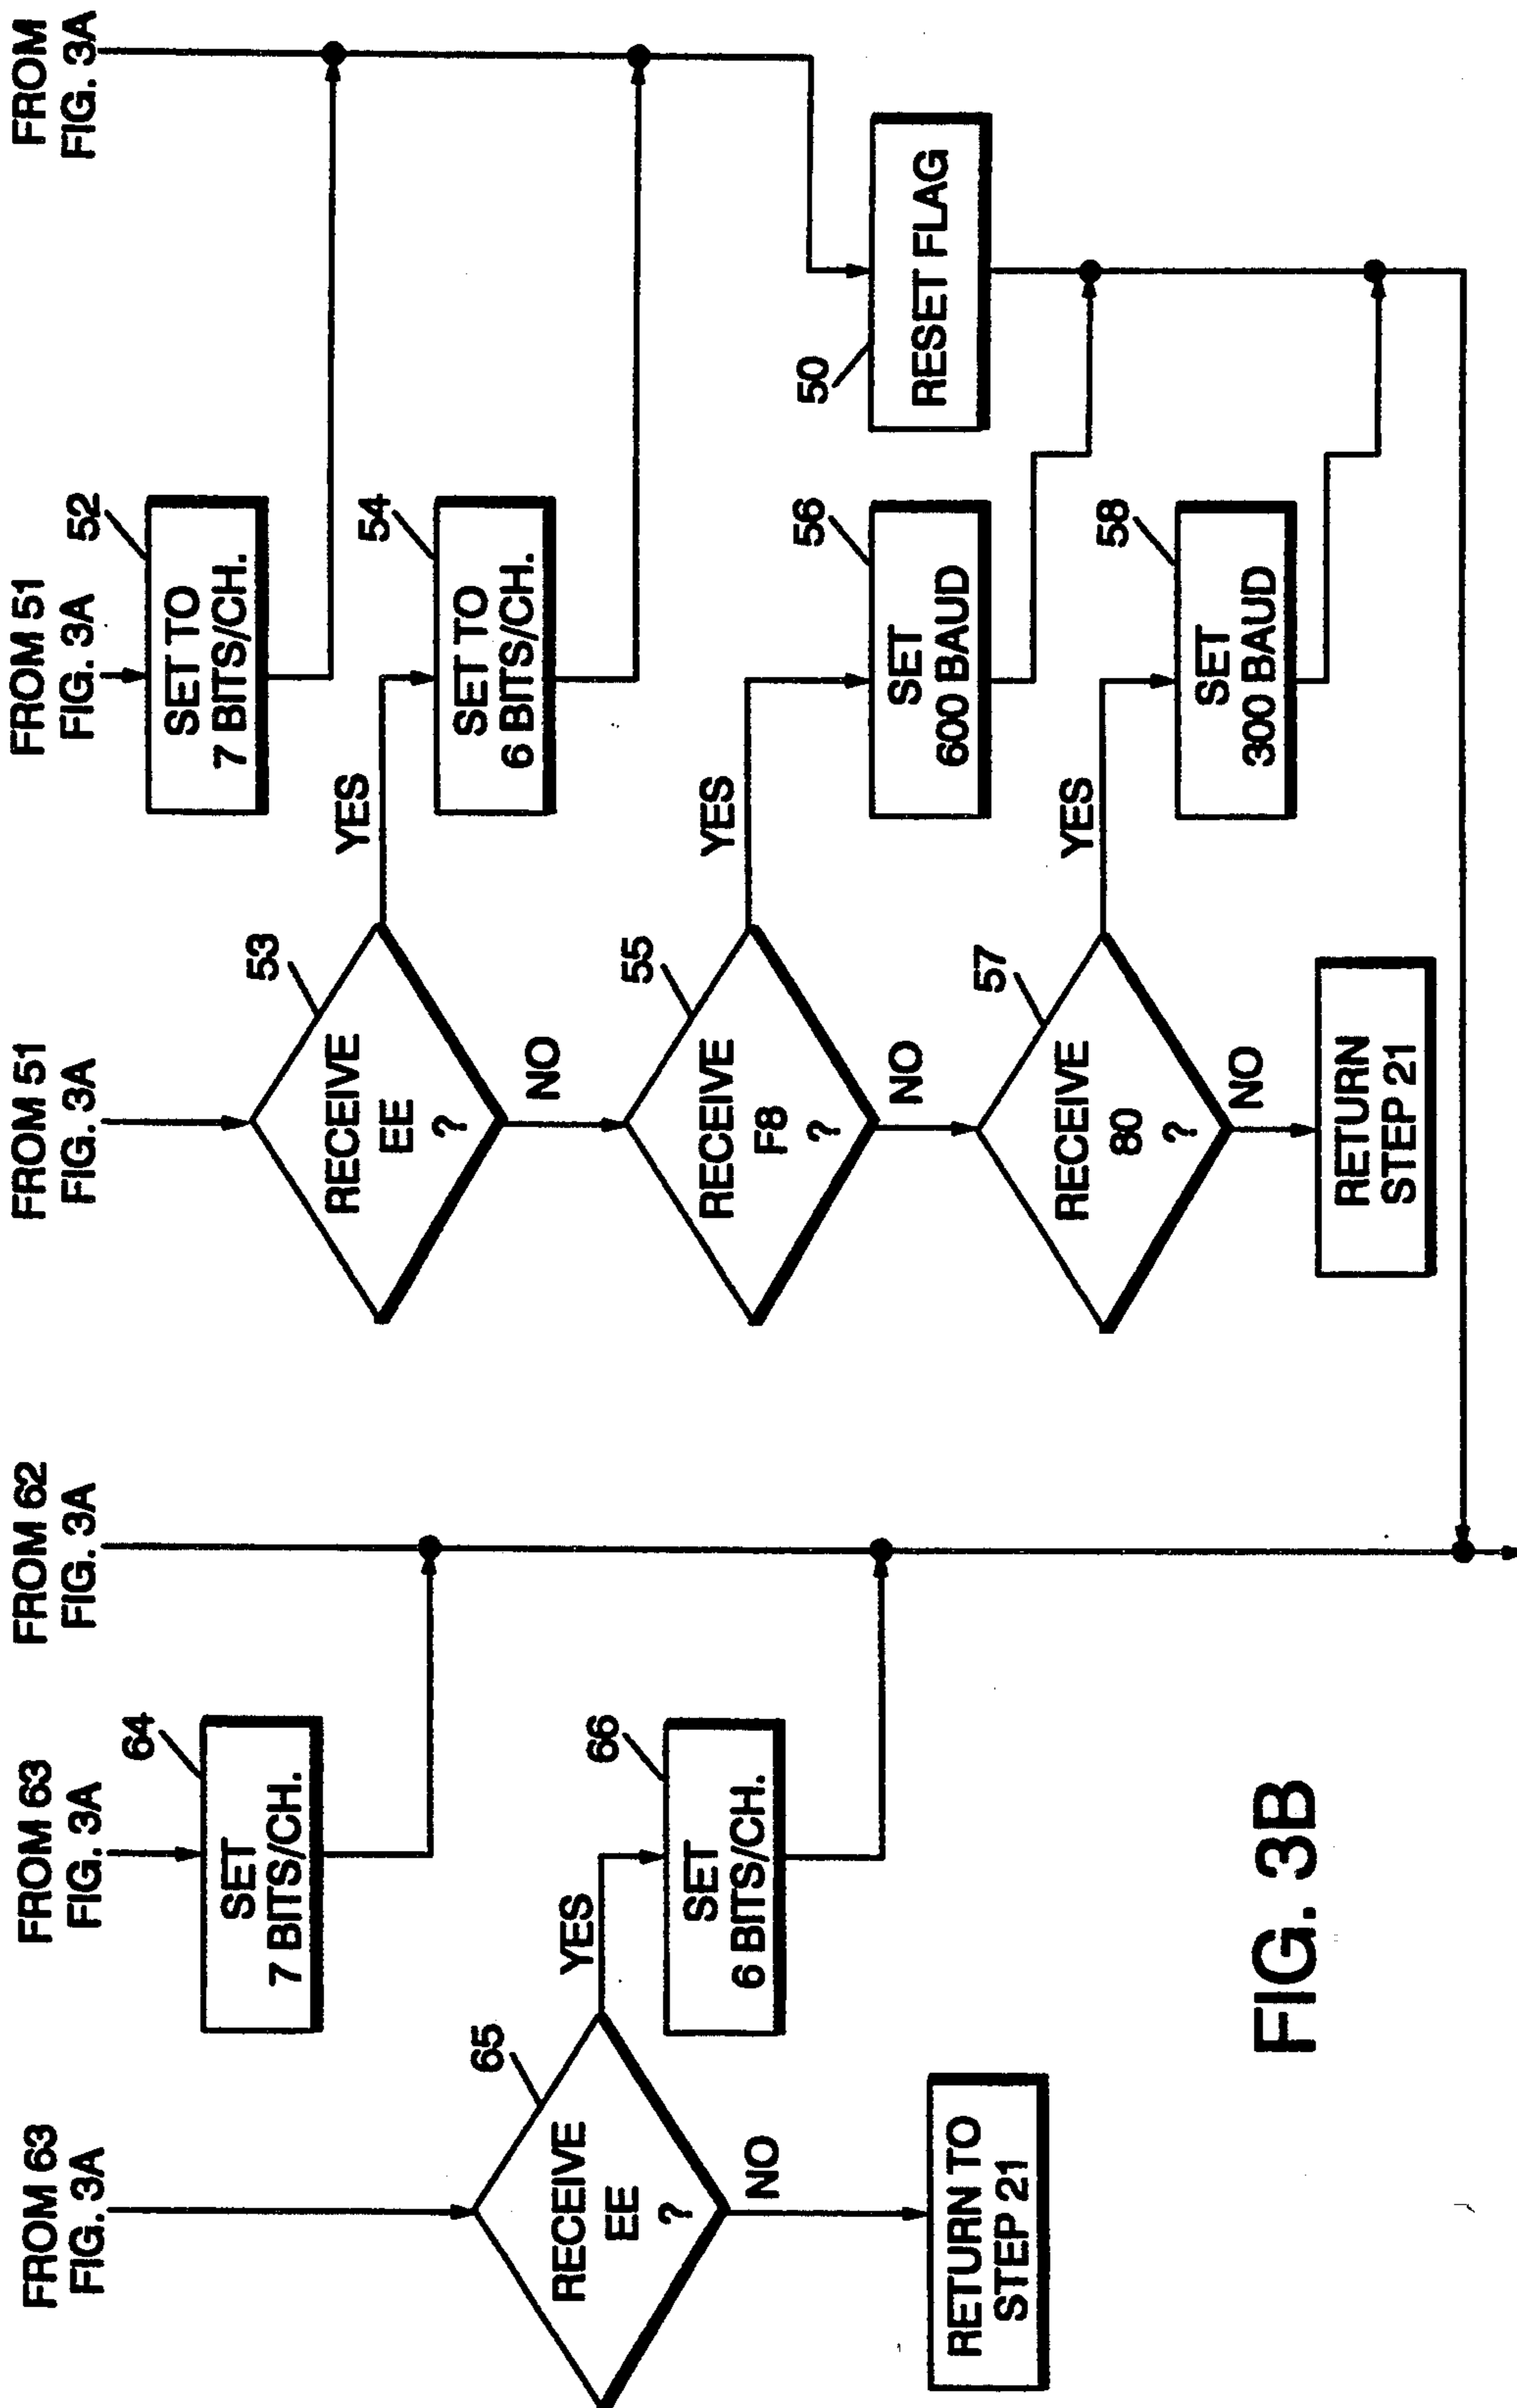 FROM 63
FIG. 3A
FROM 63
FIG. 3A
FROM 62
FIG. 3A
FROM 51
FIG. 3A
FROM 51
FIG. 3A
FROM
FIG. 3A
64
SET
7 BITS/CH.
65
RECEIVE
EE
?
YES
NO
66
SET
6 BITS/CH.
RETURN TO
STEP 21
52
SET TO
7 BITS/CH.
53
RECEIVE
EE
?
YES
NO
54
SET TO
6 BITS/CH.
55
RECEIVE
F8
?
YES
NO
56
SET
600 BAUD
50
RESET FLAG
57
RECEIVE
80
?
YES
NO
58
SET
300 BAUD
RETURN
STEP 21
FIG. 3B